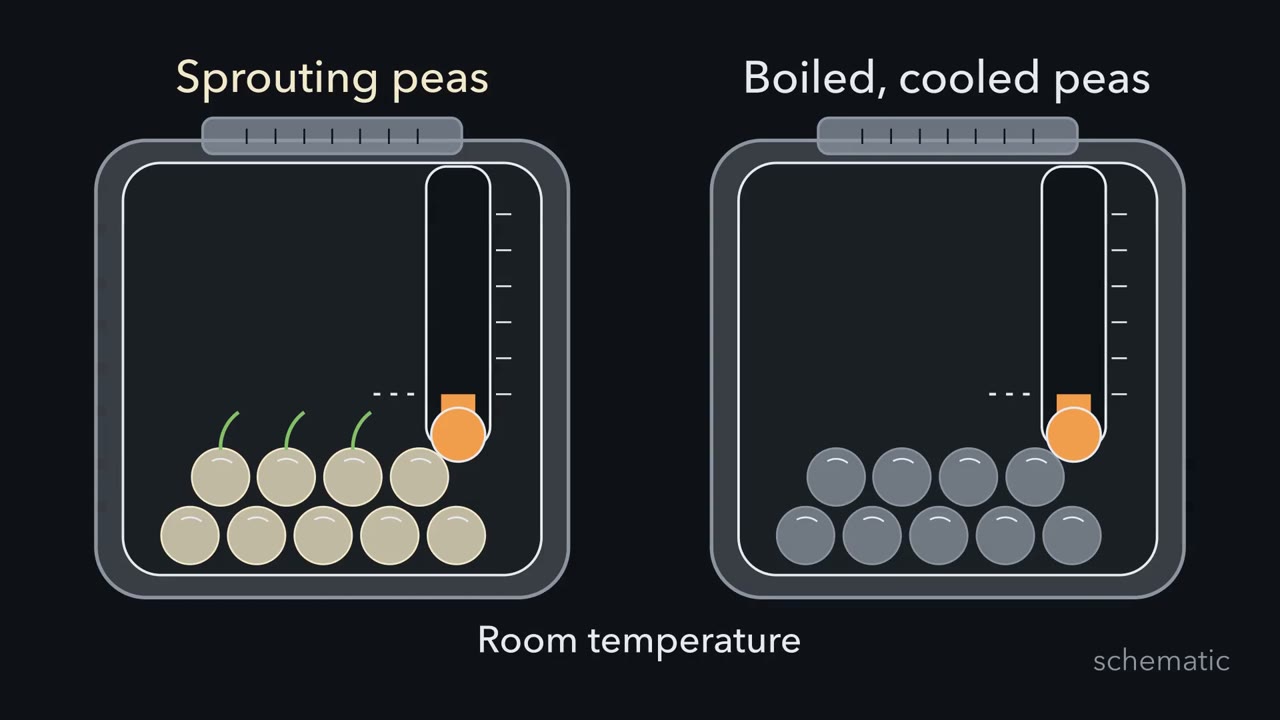 Sprouting peas
Boiled, cooled peas
Room temperature
schematic